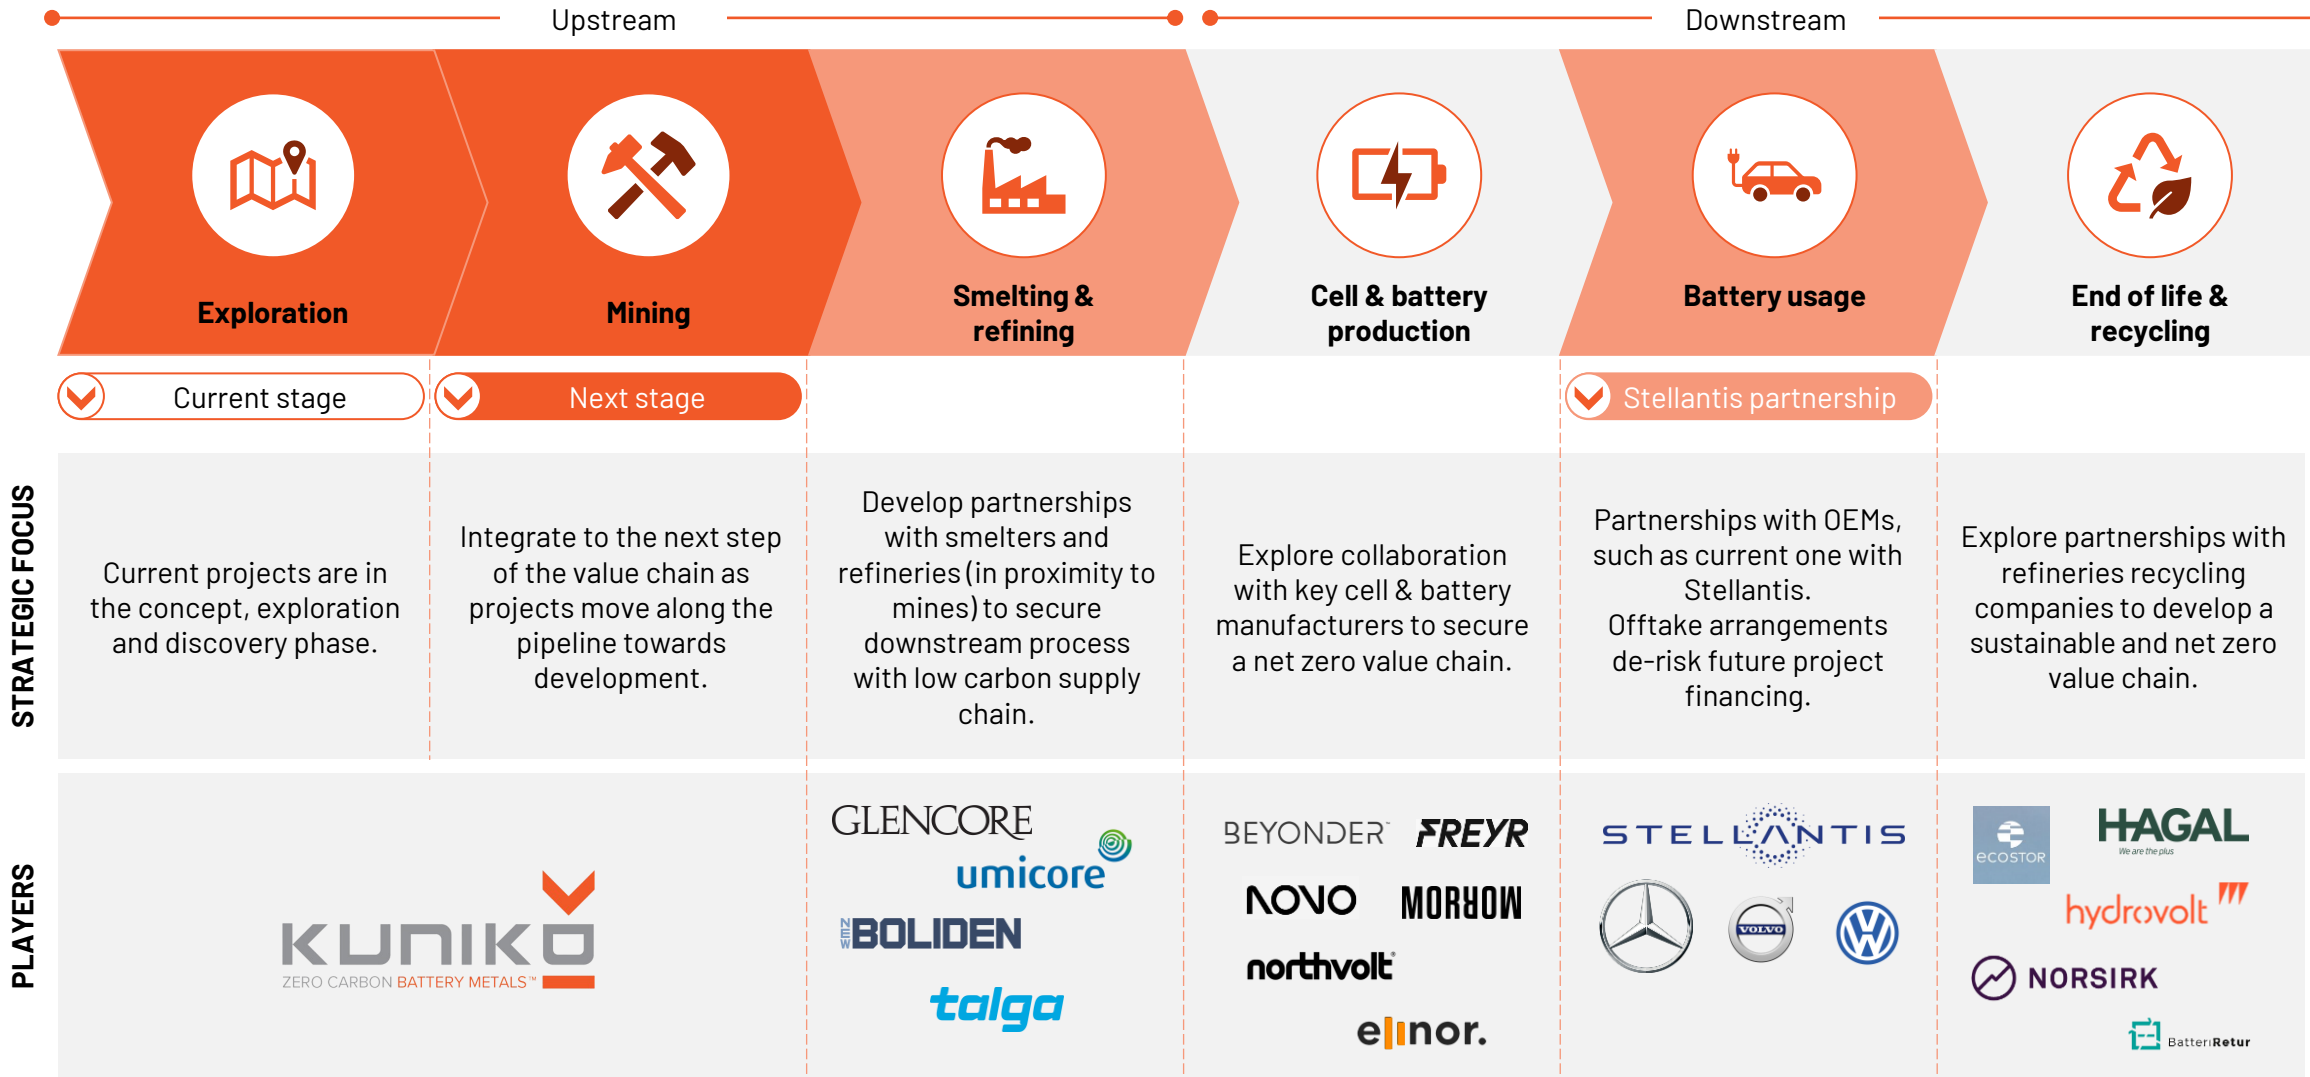 Upstream
Downstream
Exploration
Mining
Smelting &
refining
Cell & battery
production
Battery usage
End of life &
recycling
Current stage
Next stage
Stellantis partnership
STRATEGIC FOCUS
Current projects are in
the concept, exploration
and discovery phase.
Integrate to the next step
of the value chain as
projects move along the
pipeline towards
development.
Develop partnerships
with smelters and
refineries (in proximity to
mines) to secure
downstream process
with low carbon supply
chain.
Explore collaboration
with key cell & battery
manufacturers to secure
a net zero value chain.
Partnerships with OEMs,
such as current one with
Stellantis.
Offtake arrangements
de-risk future project
financing.
Explore partnerships with
refineries recycling
companies to develop a
sustainable and net zero
value chain.
PLAYERS
KUNIKO
ZERO CARBON BATTERY METALS™
GLENCORE
umicore
NEW BOLIDEN
talga
BEYONDER™
FREYR
NOVO
MORROW
northvolt®
elinor.
STELLANTIS
VOLVO
VW
ecoSTOR
HAGAL
We are the plus
hydrovolt
NORSIRK
BatteriRetur